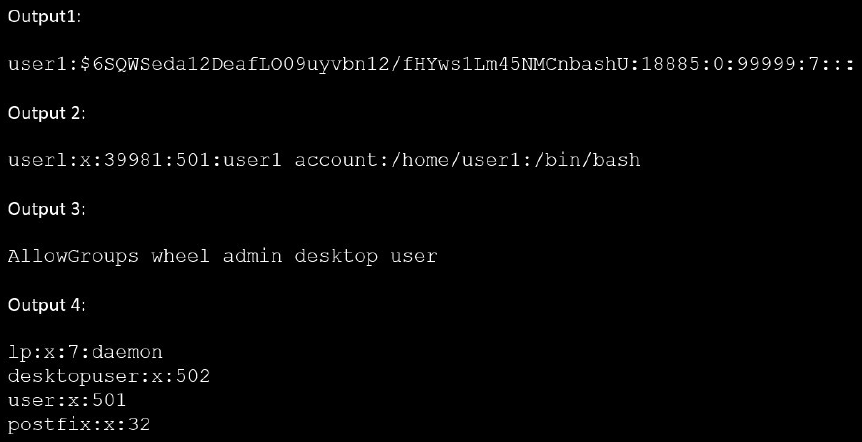 Output1:
user1:$6SQWSeda12DeafLO09uyvbn12/fHYws1Lm45NMCnbashU:18885:0:99999:7:::
Output 2:
userl:x:39981:501:user1 account:/home/user1:/bin/bash
Output 3:
AllowGroups wheel admin desktop user
Output 4:
lp:x:7:daemon
desktopuser:x:502
user:x:501
postfix:x:32